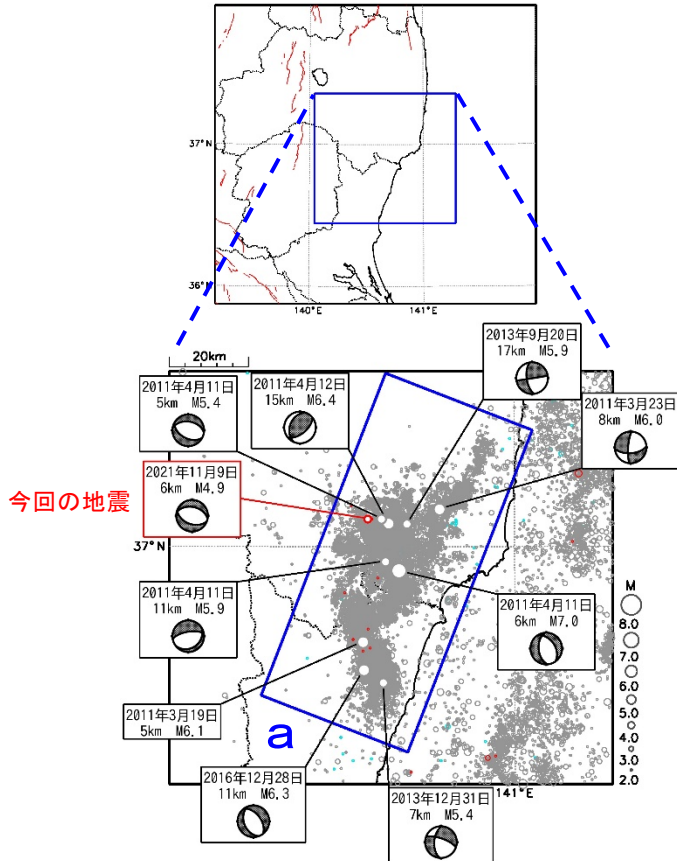 37°N
36°N
140°E
141°E
20km
2013年9月20日
17km M5.9
2011年4月11日
5km M5.4
2011年4月12日
15km M6.4
2011年3月23日
8km M6.0
2021年11月9日
6km M4.9
今回の地震
37°N
2011年4月11日
11km M5.9
2011年4月11日
6km M7.0
M
8.0
7.0
6.0
5.0
4.0
3.0
2.0
2011年3月19日
5km M6.1
a
2016年12月28日
11km M6.3
2013年12月31日
7km M5.4
141°E